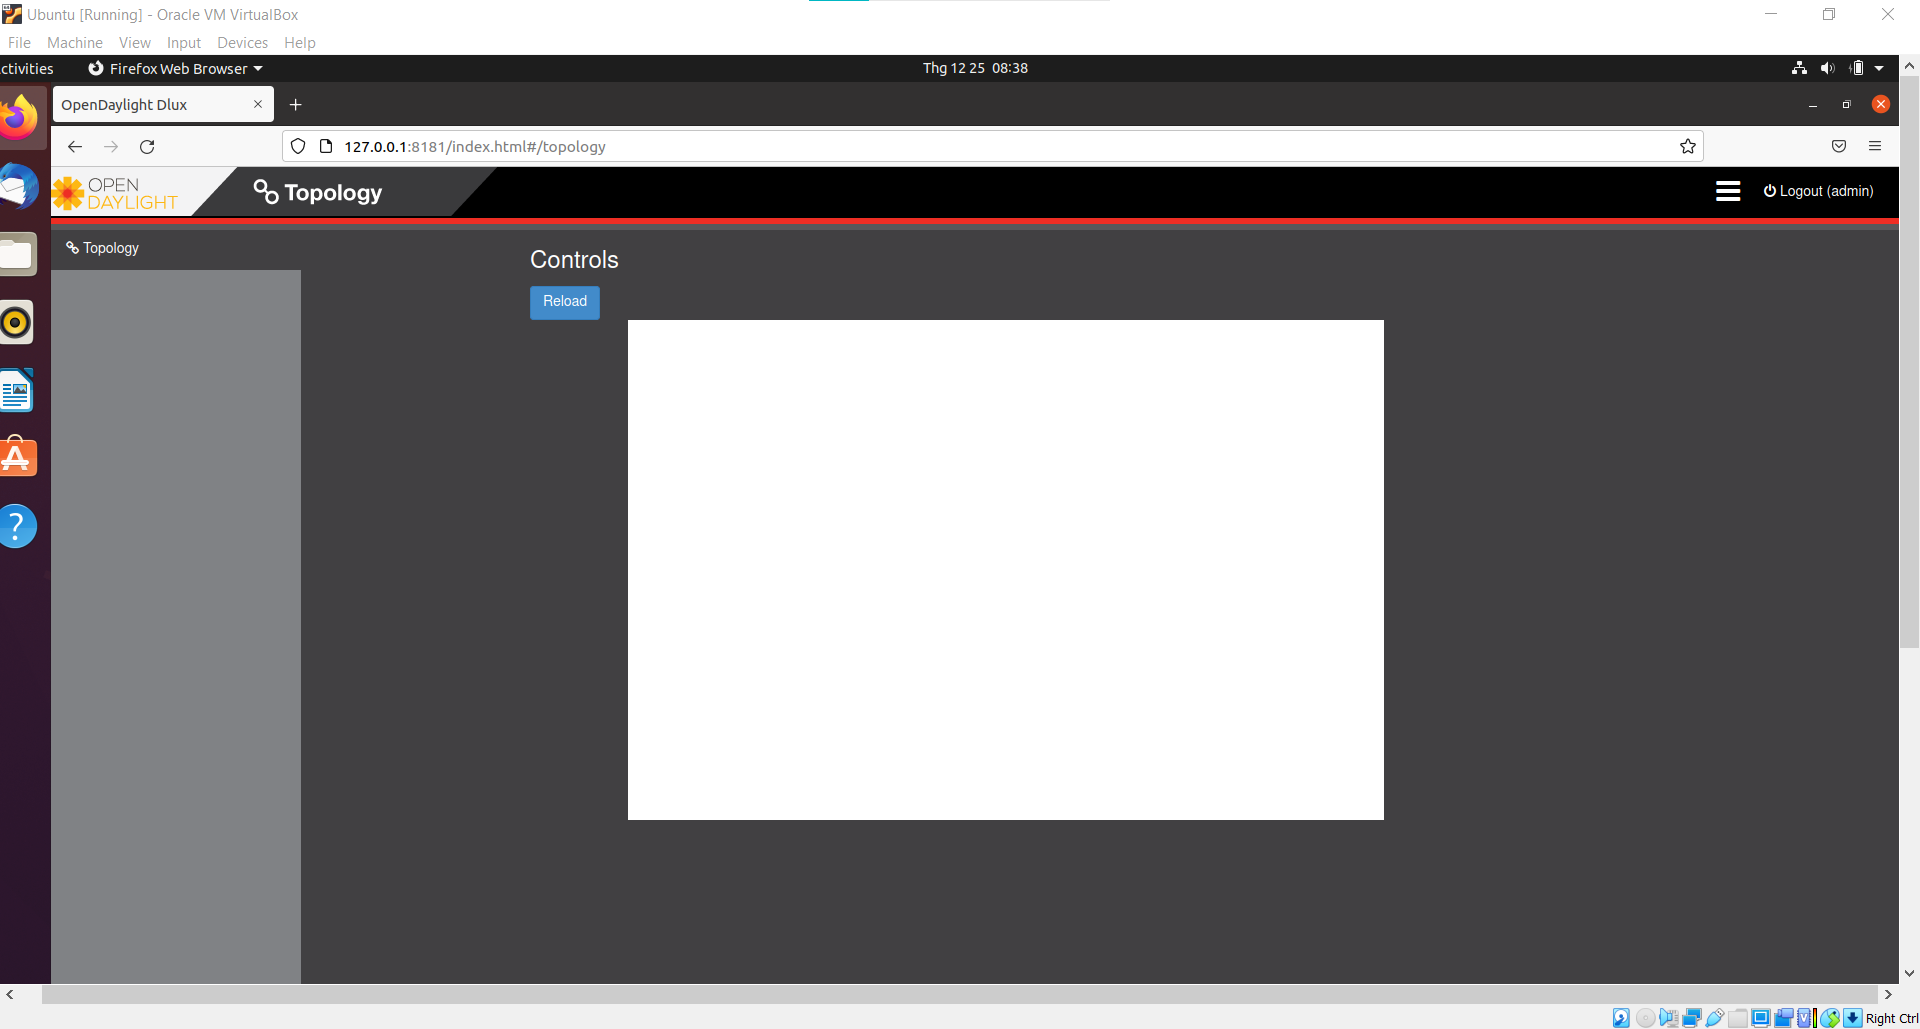 Ubuntu [Running] - Oracle VM VirtualBox
File Machine View Input Devices Help
ctivities Firefox Web Browser Thg 12 25 08:38
OpenDaylight Dlux
127.0.0.1:8181/index.html#/topology
OPEN
DAYLIGHT
Topology
Logout (admin)
Topology
Controls
Reload
Right Ctrl